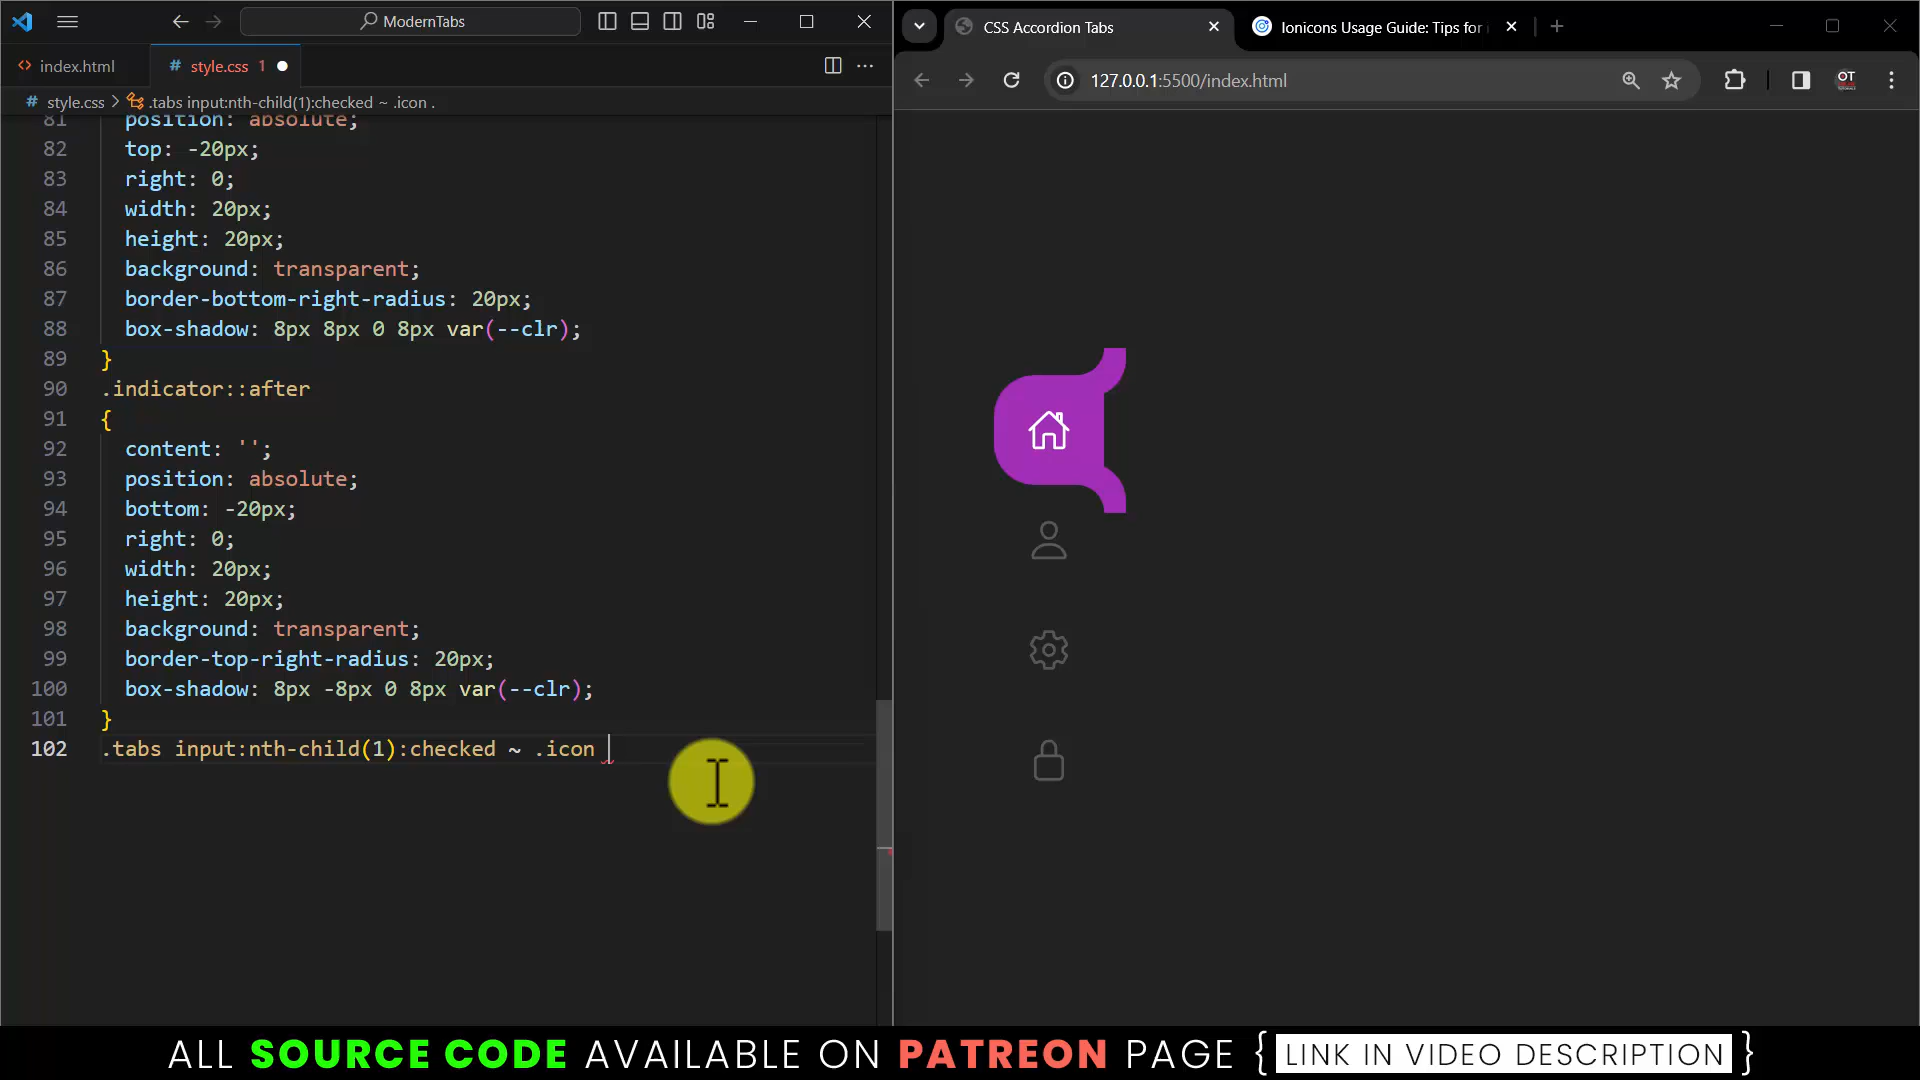 ModernTabs
index.html
# style.css 1
# style.css > .tabs input:nth-child(1):checked ~ .icon .
81 position: absolute;
82 top: -20px;
83 right: 0;
84 width: 20px;
85 height: 20px;
86 background: transparent;
87 border-bottom-right-radius: 20px;
88 box-shadow: 8px 8px 0 8px var(--clr);
89 }
90 .indicator::after
91 {
92 content: '';
93 position: absolute;
94 bottom: -20px;
95 right: 0;
96 width: 20px;
97 height: 20px;
98 background: transparent;
99 border-top-right-radius: 20px;
100 box-shadow: 8px -8px 0 8px var(--clr);
101 }
102 .tabs input:nth-child(1):checked ~ .icon
CSS Accordion Tabs
Ionicons Usage Guide: Tips for
127.0.0.1:5500/index.html
OT
ALL SOURCE CODE AVAILABLE ON PATREON PAGE { LINK IN VIDEO DESCRIPTION }